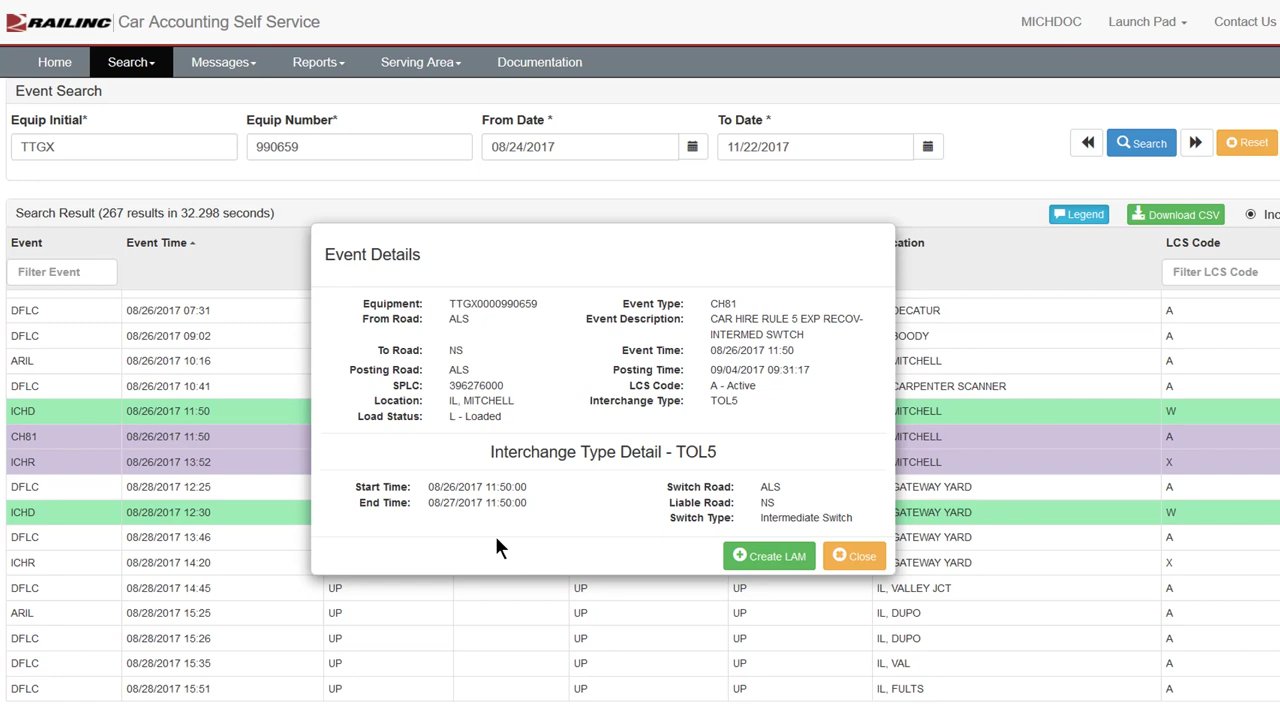 RAILINC Car Accounting Self Service MICHDOC Launch Pad Contact Us
Home Search Messages Reports Serving Area Documentation
Event Search
Equip Initial* Equip Number* From Date * To Date *
TTGX 990659 08/24/2017 11/22/2017 Search Reset
Search Result (267 results in 32.298 seconds) Legend Download CSV Inc
Event Event Time ation LCS Code
Filter Event Filter LCS Code
DFLC 08/26/2017 07:31 DECATUR A
DFLC 08/26/2017 09:02 BODY A
ARIL 08/26/2017 10:16 MITCHELL A
DFLC 08/26/2017 10:41 CARPENTER SCANNER A
ICHD 08/26/2017 11:50 MITCHELL W
CH81 08/26/2017 11:50 MITCHELL A
ICHR 08/26/2017 13:52 MITCHELL X
DFLC 08/28/2017 12:25 GATEWAY YARD A
ICHD 08/28/2017 12:30 GATEWAY YARD W
DFLC 08/28/2017 13:46 GATEWAY YARD A
ICHR 08/28/2017 14:20 GATEWAY YARD X
DFLC 08/28/2017 14:45 UP UP UP IL, VALLEY JCT A
ARIL 08/28/2017 15:25 UP UP UP IL, DUPO A
DFLC 08/28/2017 15:26 UP UP UP IL, DUPO A
DFLC 08/28/2017 15:35 UP UP UP IL, VAL A
DFLC 08/28/2017 15:51 UP UP UP IL, FULTS A
Event Details
Equipment: TTGX0000990659 Event Type: CH81
From Road: ALS Event Description: CAR HIRE RULE 5 EXP RECOV-
INTERMED SWTCH
To Road: NS Event Time: 08/26/2017 11:50
Posting Road: ALS Posting Time: 09/04/2017 09:31:17
SPLC: 396276000 LCS Code: A - Active
Location: IL, MITCHELL Interchange Type: TOL5
Load Status: L - Loaded
Interchange Type Detail - TOL5
Start Time: 08/26/2017 11:50:00 Switch Road: ALS
End Time: 08/27/2017 11:50:00 Liable Road: NS
Switch Type: Intermediate Switch
Create LAM Close